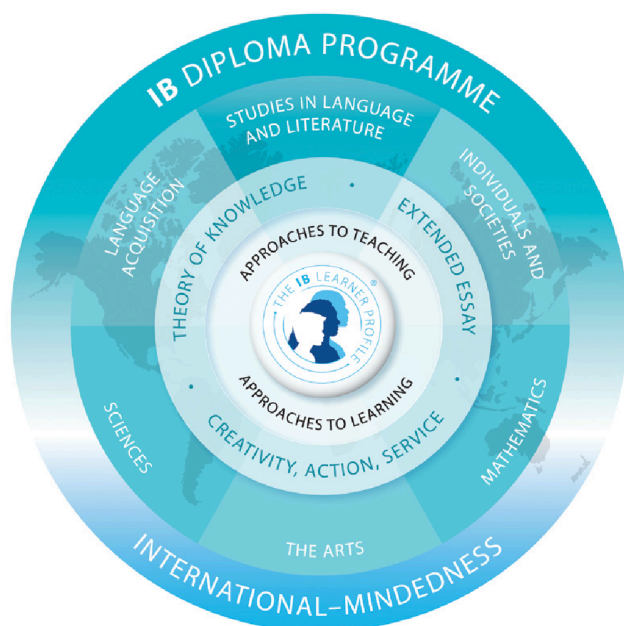 IB DIPLOMA PROGRAMME
STUDIES IN LANGUAGE
AND LITERATURE
LANGUAGE
ACQUISITION
INDIVIDUALS AND
SOCIETIES
THEORY OF KNOWLEDGE
•
EXTENDED ESSAY
APPROACHES TO TEACHING
THE IB LEARNER PROFILE ®
APPROACHES TO LEARNING
•
CREATIVITY, ACTION, SERVICE
•
SCIENCES
MATHEMATICS
THE ARTS
INTERNATIONAL–MINDEDNESS